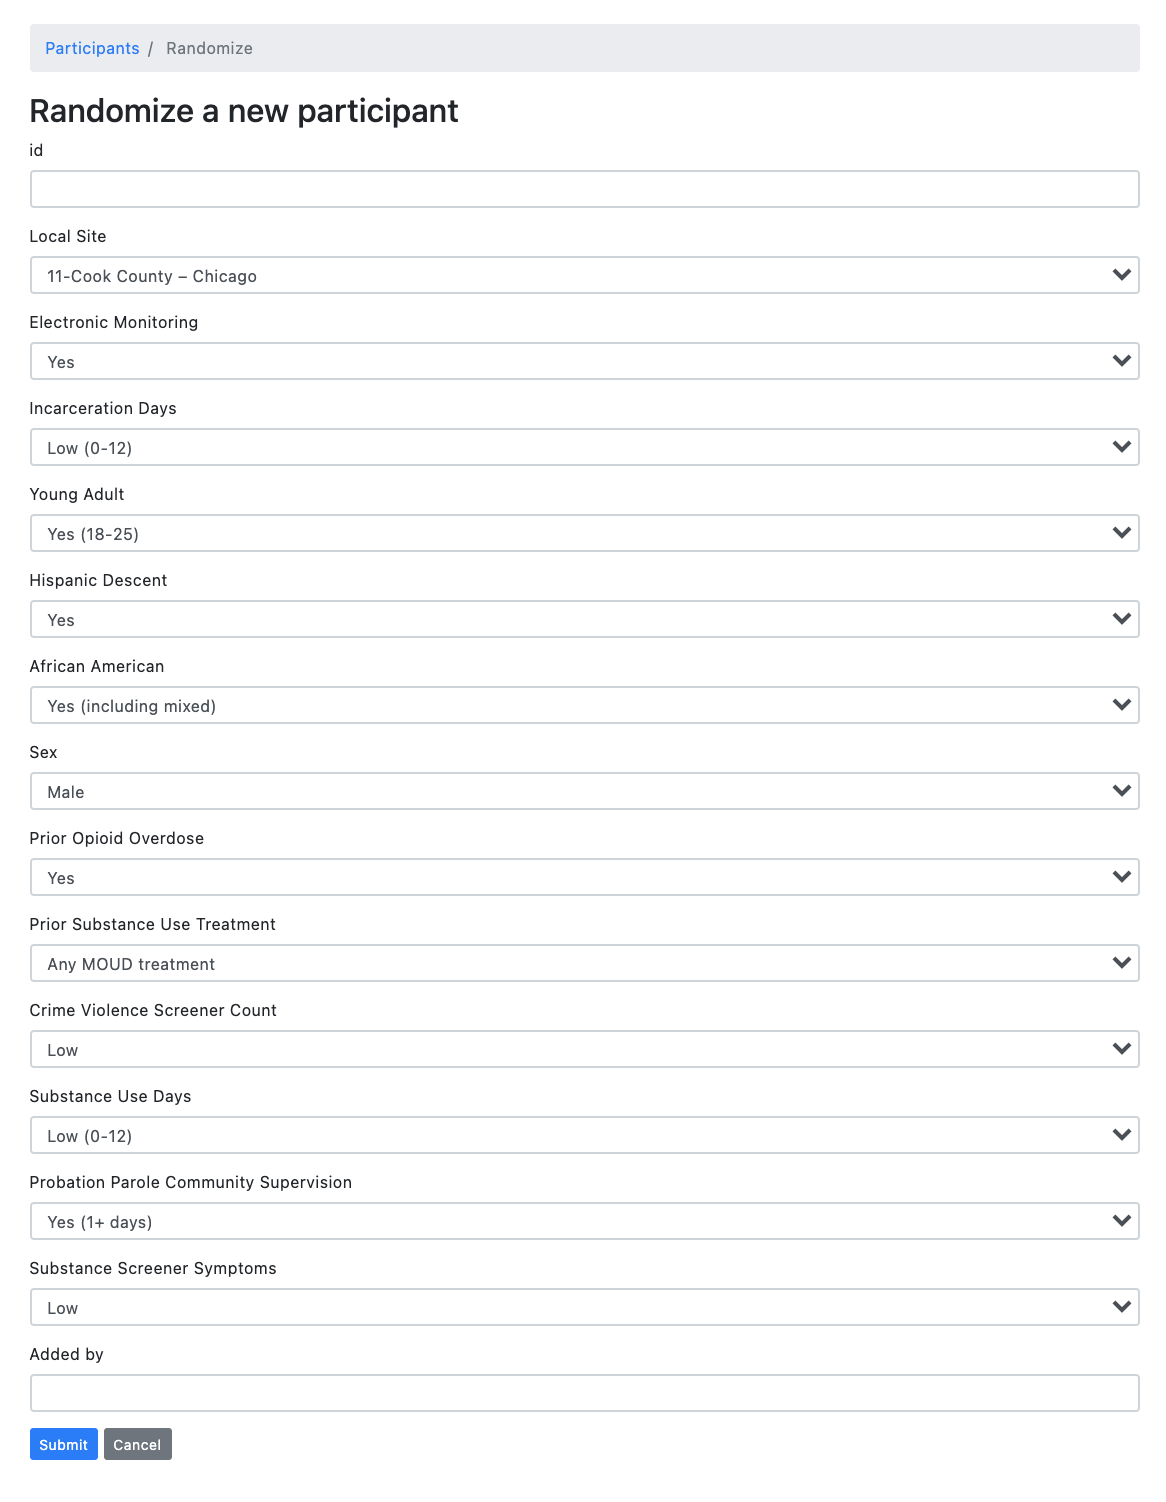 Participants / Randomize
Randomize a new participant
id
Local Site
11-Cook County – Chicago
Electronic Monitoring
Yes
Incarceration Days
Low (0-12)
Young Adult
Yes (18-25)
Hispanic Descent
Yes
African American
Yes (including mixed)
Sex
Male
Prior Opioid Overdose
Yes
Prior Substance Use Treatment
Any MOUD treatment
Crime Violence Screener Count
Low
Substance Use Days
Low (0-12)
Probation Parole Community Supervision
Yes (1+ days)
Substance Screener Symptoms
Low
Added by
Submit Cancel